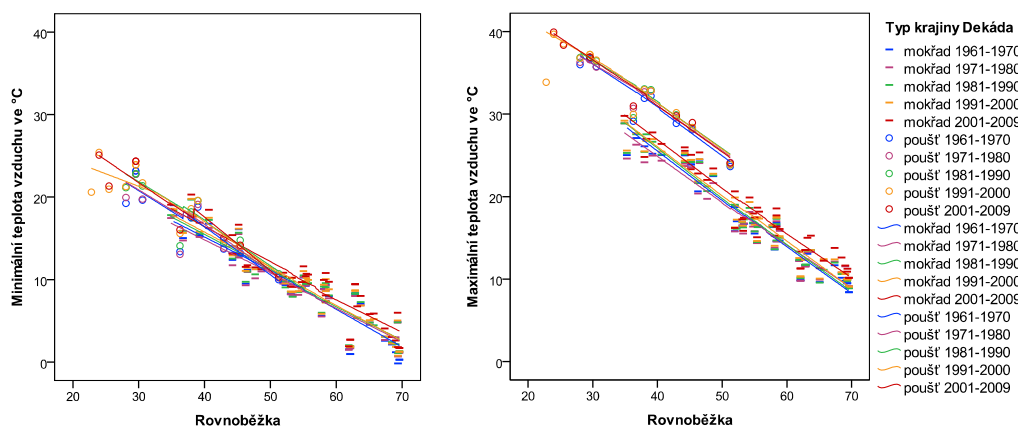 Minimální teplota vzduchu ve °C
40
30
20
10
0
20 30 40 50 60 70
Rovnoběžka
Maximální teplota vzduchu ve °C
40
30
20
10
0
20 30 40 50 60 70
Rovnoběžka
Typ krajiny Dekáda
mokřad 1961-1970
mokřad 1971-1980
mokřad 1981-1990
mokřad 1991-2000
mokřad 2001-2009
poušť 1961-1970
poušť 1971-1980
poušť 1981-1990
poušť 1991-2000
poušť 2001-2009
mokřad 1961-1970
mokřad 1971-1980
mokřad 1981-1990
mokřad 1991-2000
mokřad 2001-2009
poušť 1961-1970
poušť 1971-1980
poušť 1981-1990
poušť 1991-2000
poušť 2001-2009